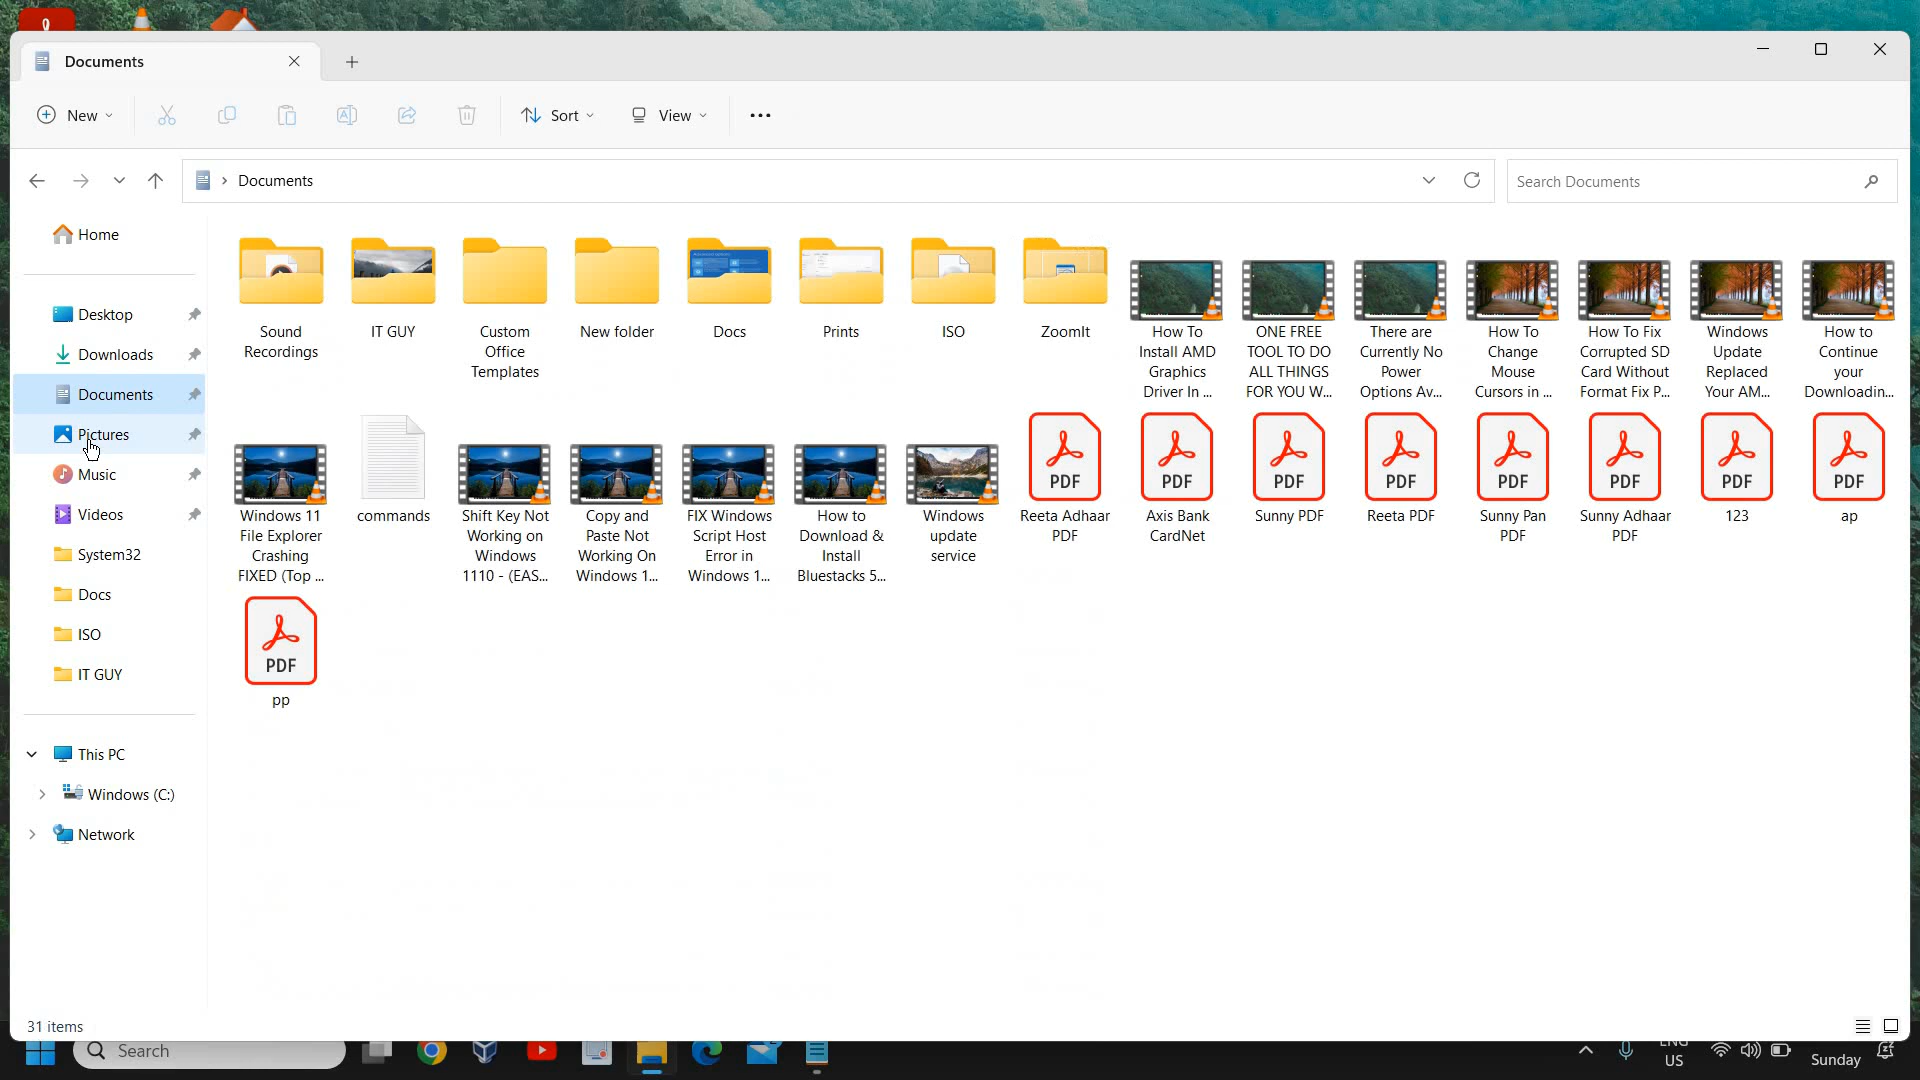 Documents
New
Sort
View
Documents
Search Documents
Home
Desktop
Downloads
Documents
Pictures
Music
Videos
System32
Docs
ISO
IT GUY
This PC
Windows (C:)
Network
Sound
Recordings
IT GUY
Custom
Office
Templates
New folder
Docs
Prints
ISO
ZoomIt
How To
Install AMD
Graphics
Driver In ...
ONE FREE
TOOL TO DO
ALL THINGS
FOR YOU W...
There are
Currently No
Power
Options Av...
How To
Change
Mouse
Cursors in ...
How To Fix
Corrupted SD
Card Without
Format Fix P...
Windows
Update
Replaced
Your AM...
How to
Continue
your
Downloadin...
Windows 11
File Explorer
Crashing
FIXED (Top ...
commands
Shift Key Not
Working on
Windows
1110 - (EAS...
Copy and
Paste Not
Working On
Windows 1...
FIX Windows
Script Host
Error in
Windows 1...
How to
Download &
Install
Bluestacks 5...
Windows
update
service
PDF
Reeta Adhaar
PDF
PDF
Axis Bank
CardNet
PDF
Sunny PDF
PDF
Reeta PDF
PDF
Sunny Pan
PDF
PDF
Sunny Adhaar
PDF
PDF
123
PDF
ap
PDF
pp
31 items
Search
ENG
US
Sunday